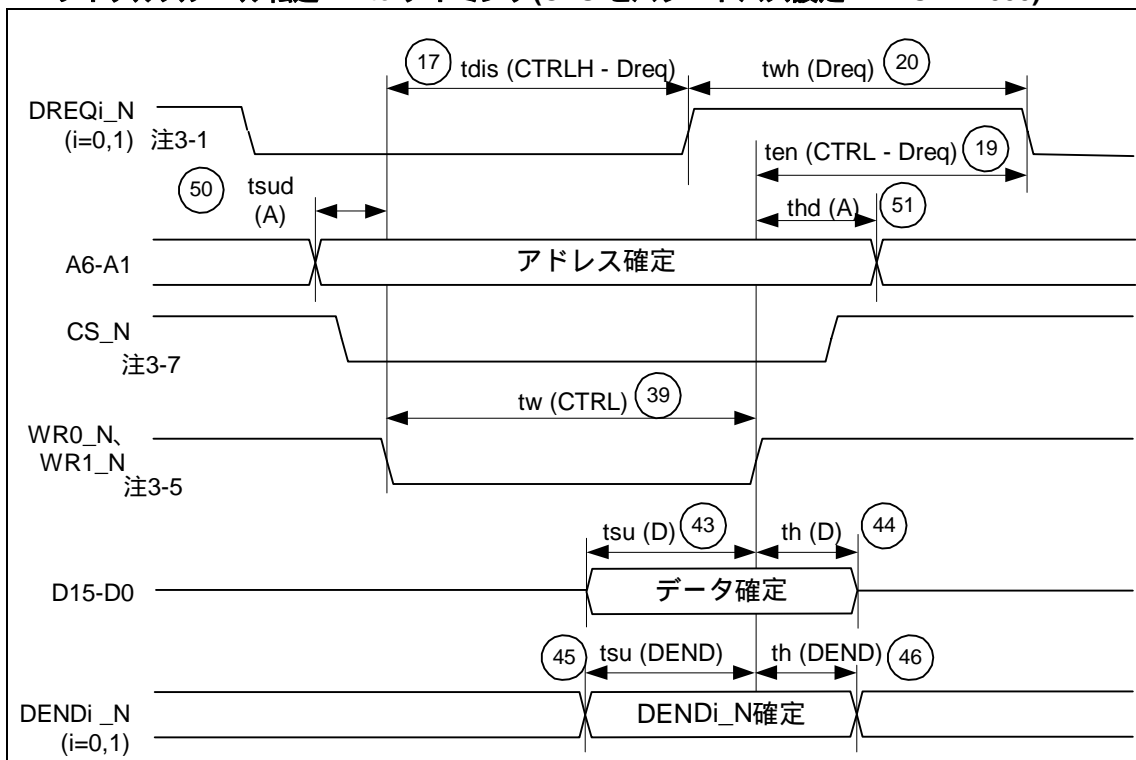 17 tdis (CTRLH - Dreq) twh (Dreq) 20
DREQi_N
(i=0,1) 注3-1
ten (CTRL - Dreq) 19
50 tsud
(A)
thd (A) 51
A6-A1 アドレス確定
CS_N
注3-7
tw (CTRL) 39
WR0_N、
WR1_N
注3-5
tsu (D) 43 th (D) 44
D15-D0 データ確定
45 tsu (DEND) th (DEND) 46
DENDi _N
(i=0,1)
DENDi_N確定